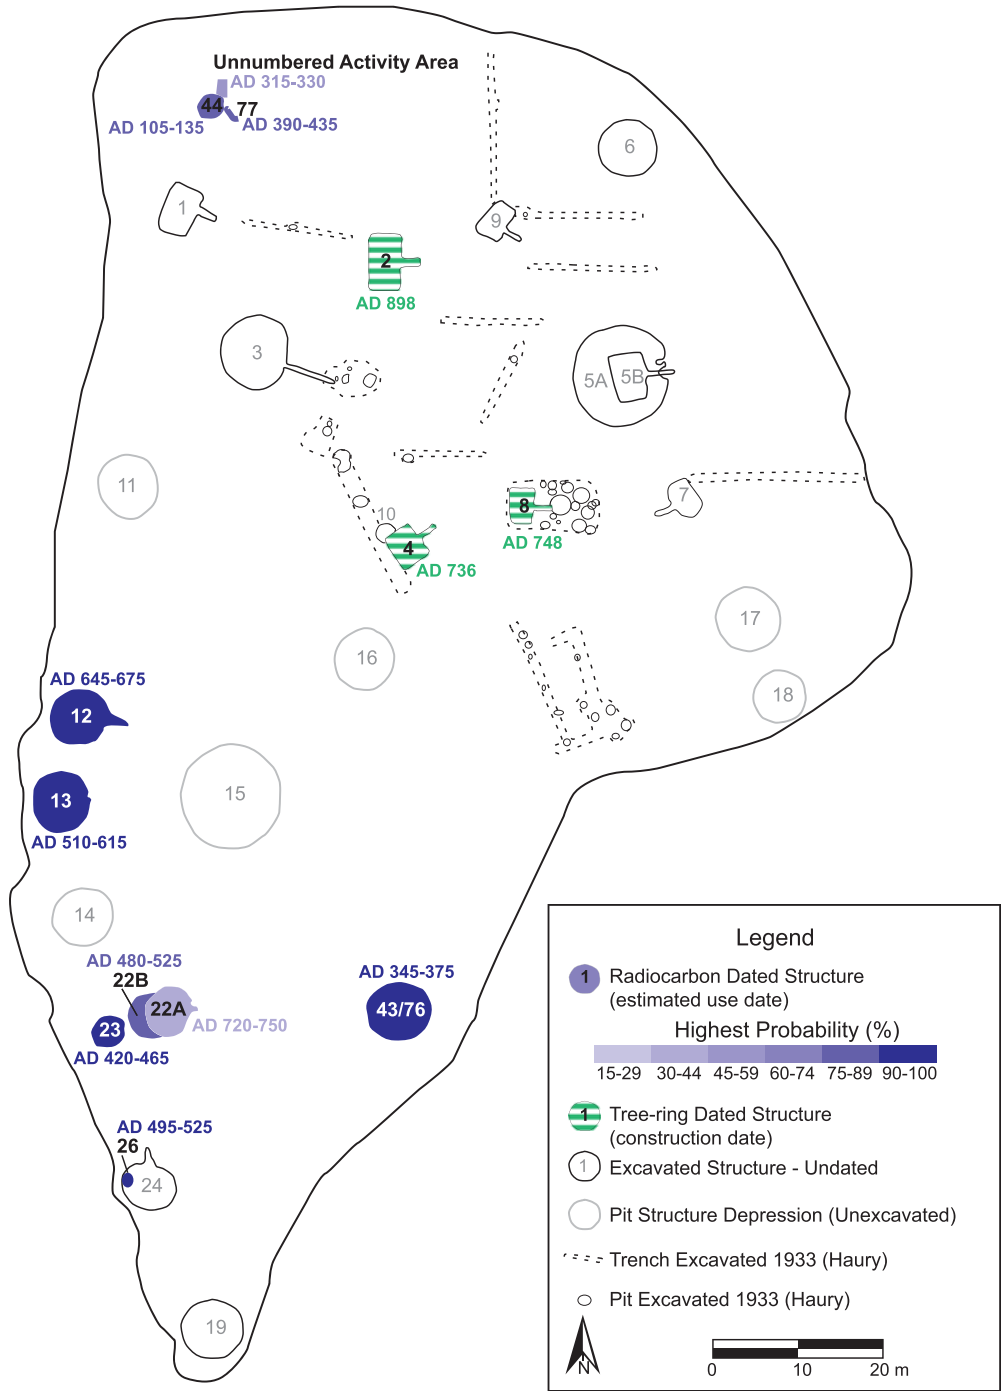 Unnumbered Activity Area
AD 315-330
44
77
AD 105-135
AD 390-435
6
1
9
2
AD 898
3
5A
5B
11
10
8
7
4
AD 748
AD 736
17
16
18
AD 645-675
12
15
13
AD 510-615
14
AD 480-525
22B
22A
AD 720-750
23
AD 420-465
AD 345-375
43/76
AD 495-525
26
24
19
Legend
1
Radiocarbon Dated Structure
(estimated use date)
Highest Probability (%)
15-29 30-44 45-59 60-74 75-89 90-100
1
Tree-ring Dated Structure
(construction date)
1
Excavated Structure - Undated
Pit Structure Depression (Unexcavated)
Trench Excavated 1933 (Haury)
Pit Excavated 1933 (Haury)
N
0 10 20 m